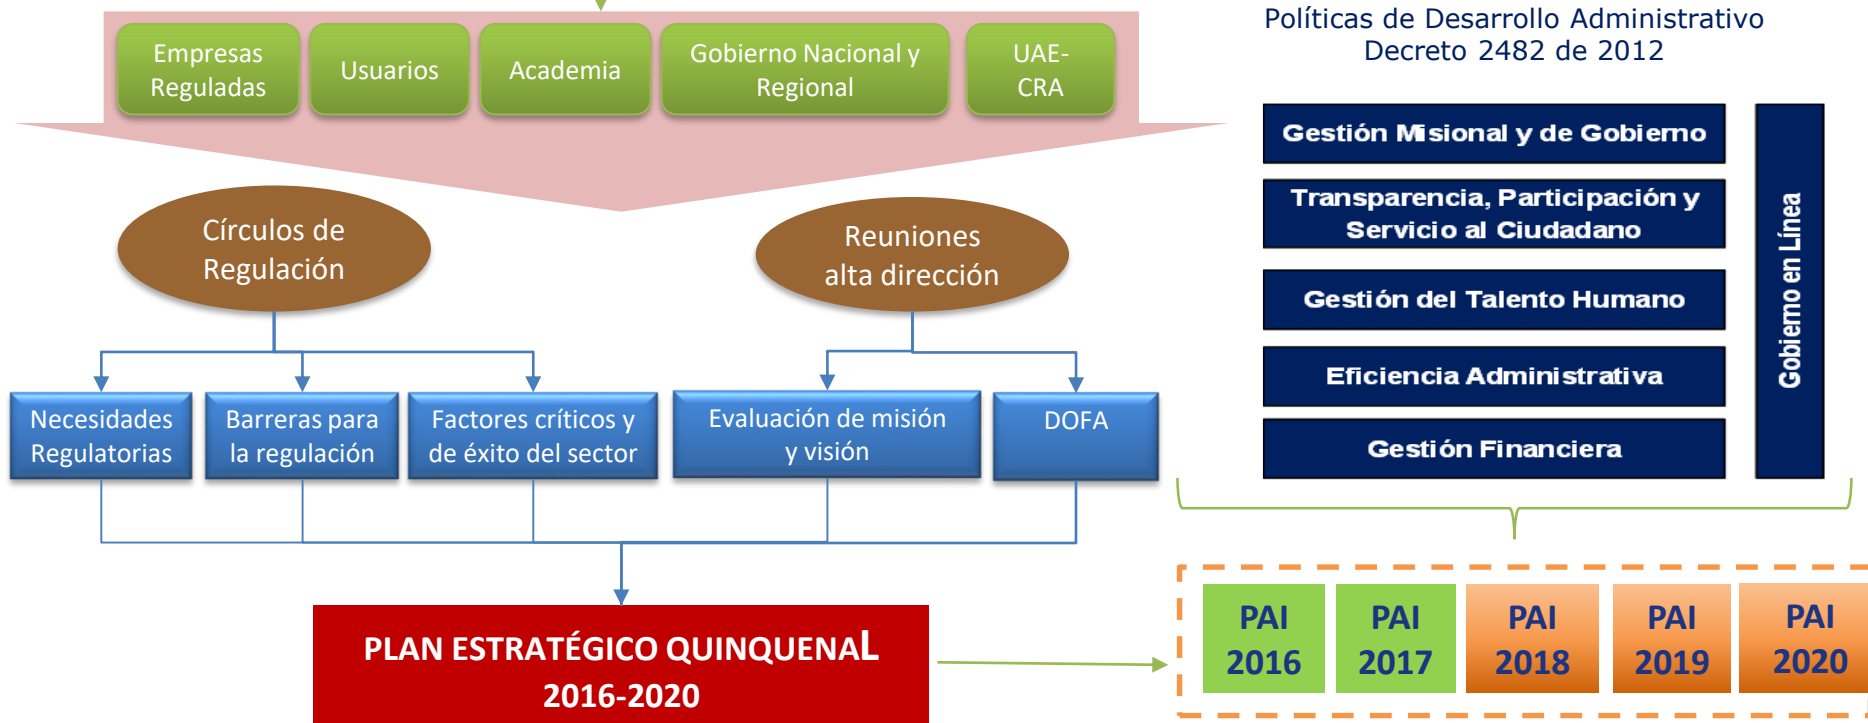 Empresas
Reguladas
Usuarios
Academia
Gobierno Nacional y
Regional
UAE-
CRA
Círculos de
Regulación
Reuniones
alta dirección
Necesidades
Regulatorias
Barreras para
la regulación
Factores críticos y
de éxito del sector
Evaluación de misión
y visión
DOFA
PLAN ESTRATÉGICO QUINQUENAL
2016-2020
Políticas de Desarrollo Administrativo
Decreto 2482 de 2012
Gestión Misional y de Gobierno
Transparencia, Participación y
Servicio al Ciudadano
Gestión del Talento Humano
Eficiencia Administrativa
Gestión Financiera
Gobierno en Línea
PAI
2016
PAI
2017
PAI
2018
PAI
2019
PAI
2020